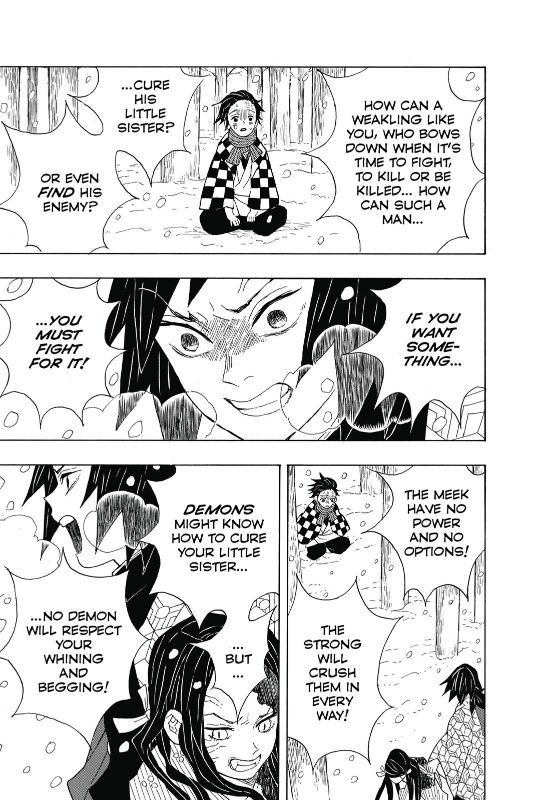 HOW CAN A
WEAKLING LIKE
YOU, WHO BOWS
DOWN WHEN IT'S
TIME TO FIGHT,
TO KILL OR BE
KILLED... HOW
CAN SUCH A
MAN...
...CURE
HIS
LITTLE
SISTER?
OR EVEN
FIND HIS
ENEMY?
IF YOU
WANT
SOME-
THING...
...YOU
MUST
FIGHT
FOR IT!
THE MEEK
HAVE NO
POWER
AND NO
OPTIONS!
THE
STRONG
WILL
CRUSH
THEM IN
EVERY
WAY!
DEMONS
MIGHT KNOW
HOW TO CURE
YOUR LITTLE
SISTER...
...
BUT
...
...NO DEMON
WILL RESPECT
YOUR
WHINING
AND
BEGGING!